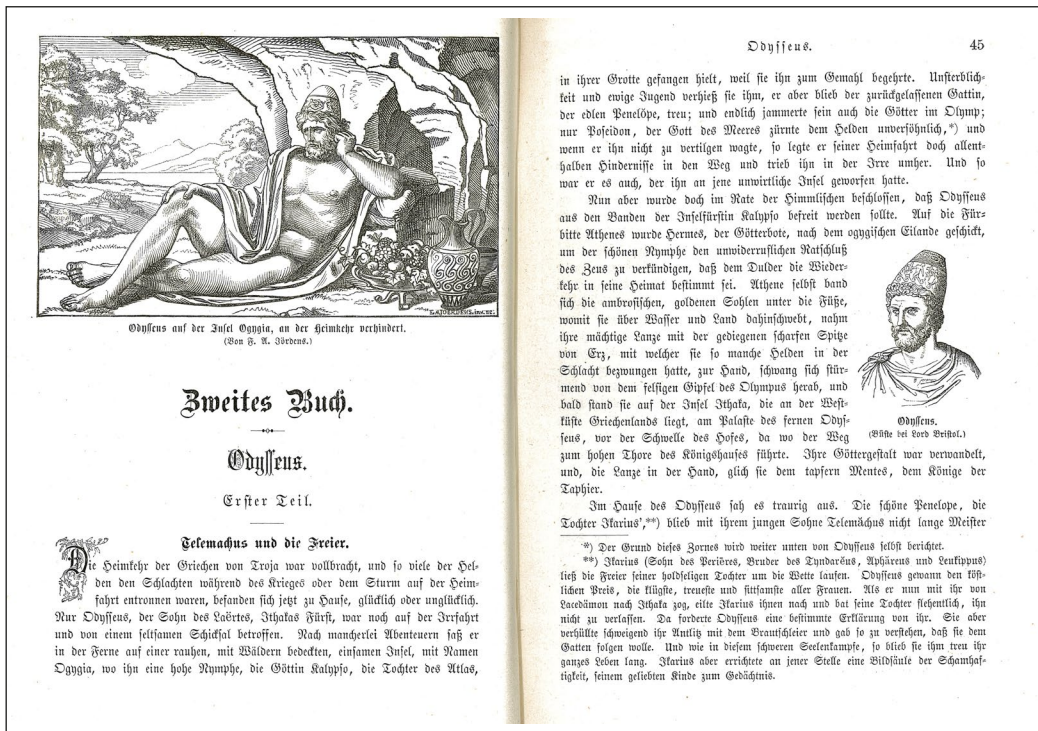 F. A. JOERDENS. inv. del.
Odysseus auf der Insel Ogygia, an der Heimkehr verhindert.
(Von F. A. Jördens.)
Zweites Buch.
Odysseus.
Erster Teil.
Telemachus und die Freier.
Die Heimkehr der Griechen von Troja war vollbracht, und so viele der Hel-
den den Schlachten während des Krieges oder dem Sturm auf der Heim-
fahrt entronnen waren, befanden sich jetzt zu Hause, glücklich oder unglücklich.
Nur Odysseus, der Sohn des Laërtes, Ithakas Fürst, war noch auf der Irrfahrt
und von einem seltsamen Schicksal betroffen. Nach mancherlei Abenteuern saß er
in der Ferne auf einer rauhen, mit Wäldern bedeckten, einsamen Insel, mit Namen
Ogygia, wo ihn eine hohe Nymphe, die Göttin Kalypso, die Tochter des Atlas,
Odysseus. 45
in ihrer Grotte gefangen hielt, weil sie ihn zum Gemahl begehrte. Unsterblich-
keit und ewige Jugend verhieß sie ihm, er aber blieb der zurückgelassenen Gattin,
der edlen Penelope, treu; und endlich jammerte sein auch die Götter im Olymp;
nur Poseidon, der Gott des Meeres zürnte dem Helden unversöhnlich,*) und
wenn er ihn nicht zu vertilgen wagte, so legte er seiner Heimfahrt doch allent-
halben Hindernisse in den Weg und trieb ihn in der Irre umher. Und so
war er es auch, der ihn an jene unwirtliche Insel geworfen hatte.
Nun aber wurde doch im Rate der Himmlischen beschlossen, daß Odysseus
aus den Banden der Inselfürstin Kalypso befreit werden sollte. Auf die Für-
bitte Athenes wurde Hermes, der Götterbote, nach dem ogygischen Eilande geschickt,
um der schönen Nymphe den unwiderruflichen Ratschluß
des Zeus zu verkündigen, daß dem Dulder die Wieder-
kehr in seine Heimat bestimmt sei. Athene selbst band
sich die ambrosischen, goldenen Sohlen unter die Füße,
womit sie über Wasser und Land dahinschwebt, nahm
ihre mächtige Lanze mit der gediegenen scharfen Spitze
von Erz, mit welcher sie so manche Helden in der
Schlacht bezwungen hatte, zur Hand, schwang sich stür-
mend von dem felsigen Gipfel des Olympus herab, und
bald stand sie auf der Insel Ithaka, die an der West-
küste Griechenlands liegt, am Palaste des fernen Odys-
seus, vor der Schwelle des Hofes, da wo der Weg
zum hohen Thore des Königshauses führte. Ihre Göttergestalt war verwandelt,
und, die Lanze in der Hand, glich sie dem tapfern Mentes, dem Könige der
Taphier.
Odysseus.
(Büste bei Lord Bristol.)
Im Hause des Odysseus sah es traurig aus. Die schöne Penelope, die
Tochter Ikarius',**) blieb mit ihrem jungen Sohne Telemächus nicht lange Meister
*) Der Grund dieses Zornes wird weiter unten von Odysseus selbst berichtet.
**) Ikarius (Sohn des Perières, Bruder des Tyndareus, Aphäreus und Leukippus)
ließ die Freier seiner holdseligen Tochter um die Wette laufen. Odysseus gewann den köst-
lichen Preis, die klügste, treueste und sittsamste aller Frauen. Als er nun mit ihr von
Lacedämon nach Ithaka zog, eilte Ikarius ihnen nach und bat seine Tochter flehentlich, ihn
nicht zu verlassen. Da forderte Odysseus eine bestimmte Erklärung von ihr. Sie aber
verhüllte schweigend ihr Antlitz mit dem Brautschleier und gab so zu verstehen, daß sie dem
Gatten folgen wolle. Und wie in diesem schweren Seelenkampfe, so blieb sie ihm treu ihr
ganzes Leben lang. Ikarius aber errichtete an jener Stelle eine Bildsäule der Schamhaf-
tigkeit, seinem geliebten Kinde zum Gedächtnis.